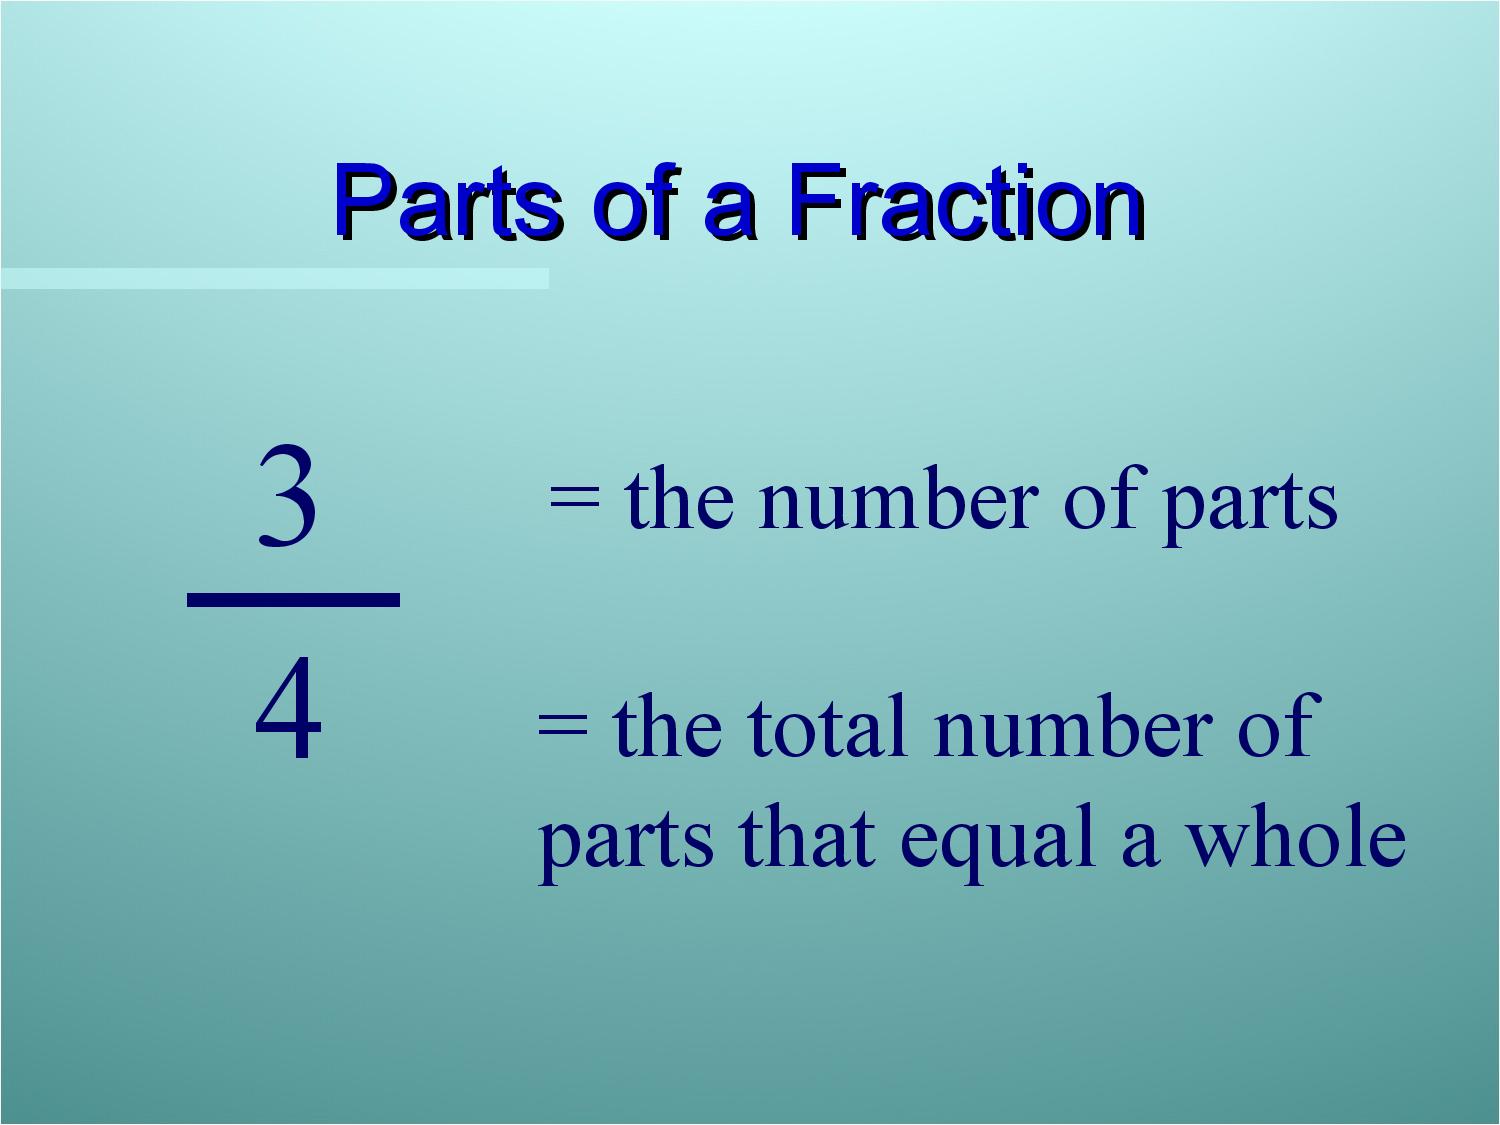 Parts of a Fraction
3
= the number of parts
4
= the total number of
parts that equal a whole